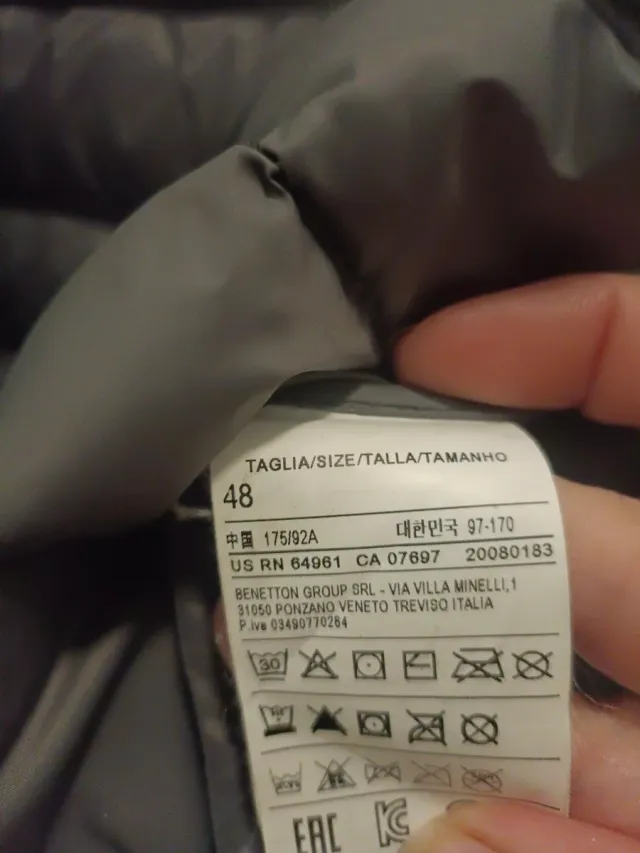 TAGLIA/SIZE/TALLA/TAMANHO
48
中国 175/92A 대한민국 97-170
US RN 64961 CA 07697 20080183
BENETTON GROUP SRL - VIA VILLA MINELLI,1
31050 PONZANO VENETO TREVISO ITALIA
P.iva 03490770264
30
EAC